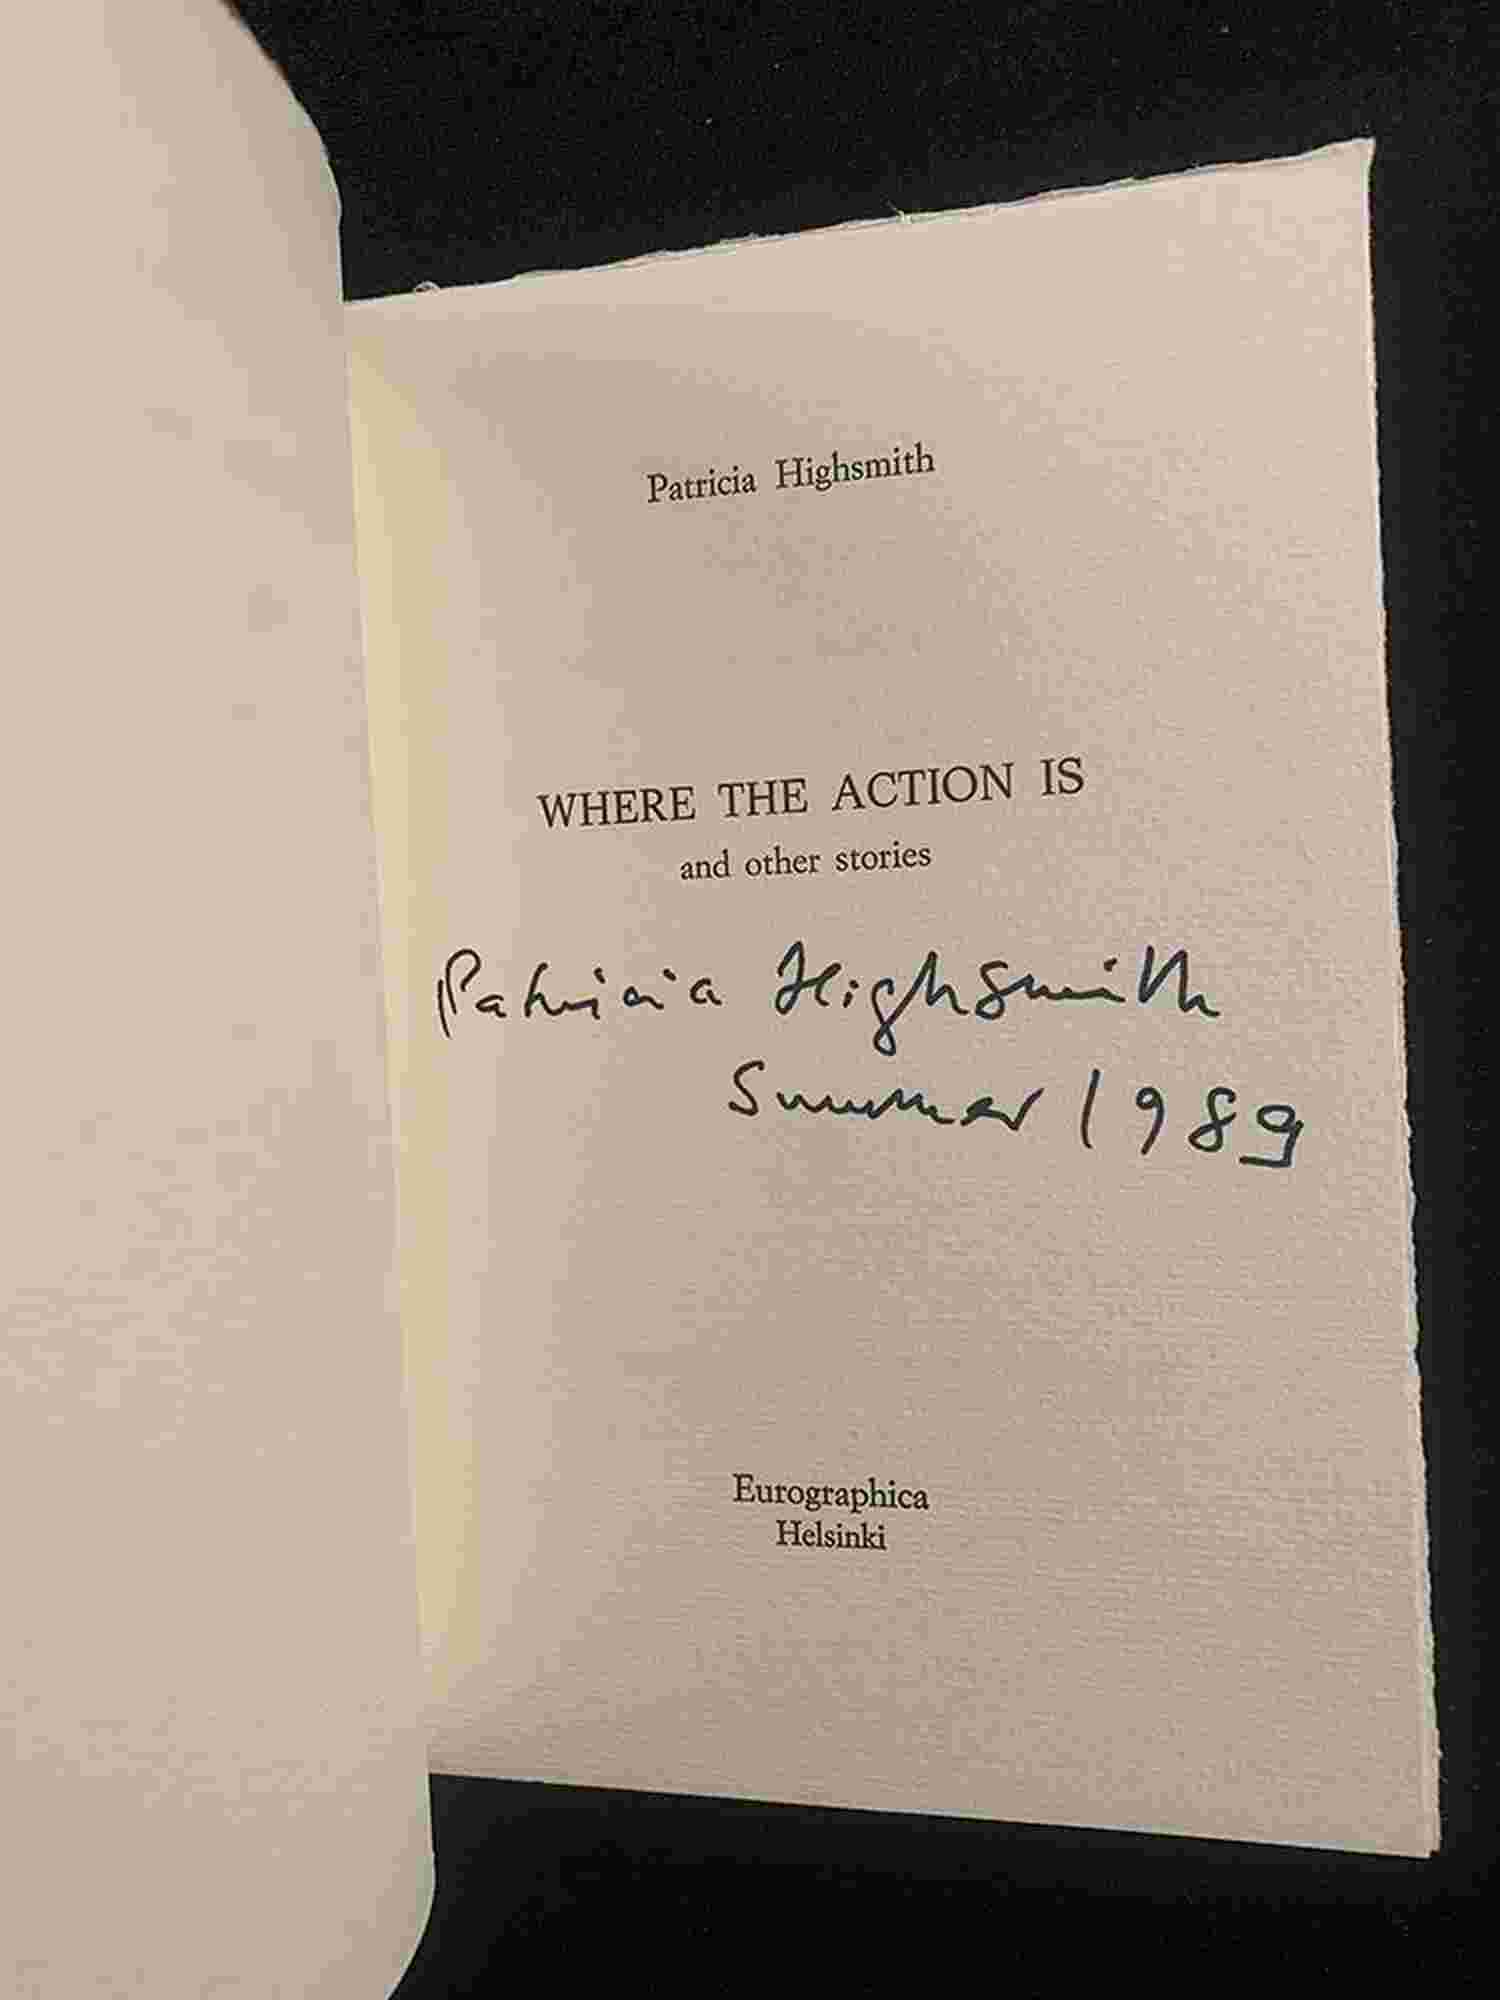 Patricia Highsmith
WHERE THE ACTION IS
and other stories
Patricia Highsmith
Summer 1989
Eurographica
Helsinki